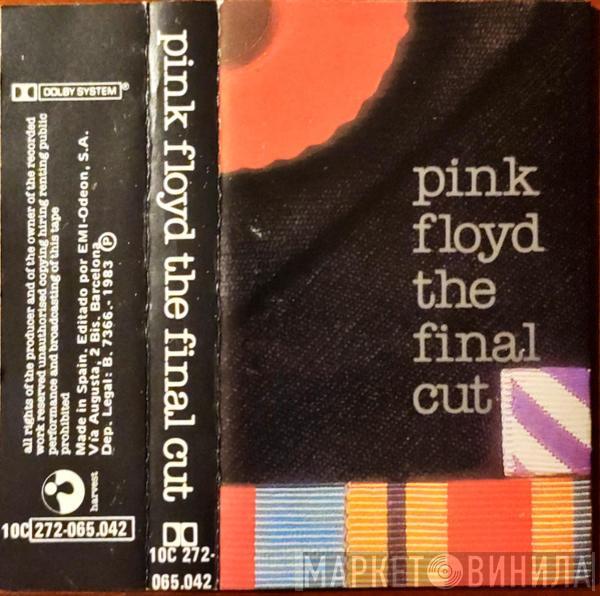 DOLBY SYSTEM®
all rights of the producer and of the owner of the recorded
work reserved unauthorised copying hiring renting public
performance and broadcasting of this tape
prohibited
Made in Spain. Editado por EMI-Odeon, S.A.
Vía Augusta, 2 Bis. Barcelona
Dep. Legal: B. 7366.-1983 Ⓟ
harvest
10C 272-065.042
pink floyd the final cut
10C 272-
065.042
pink
floyd
the
final
cut
МАРКЕТ ВИНИЛА